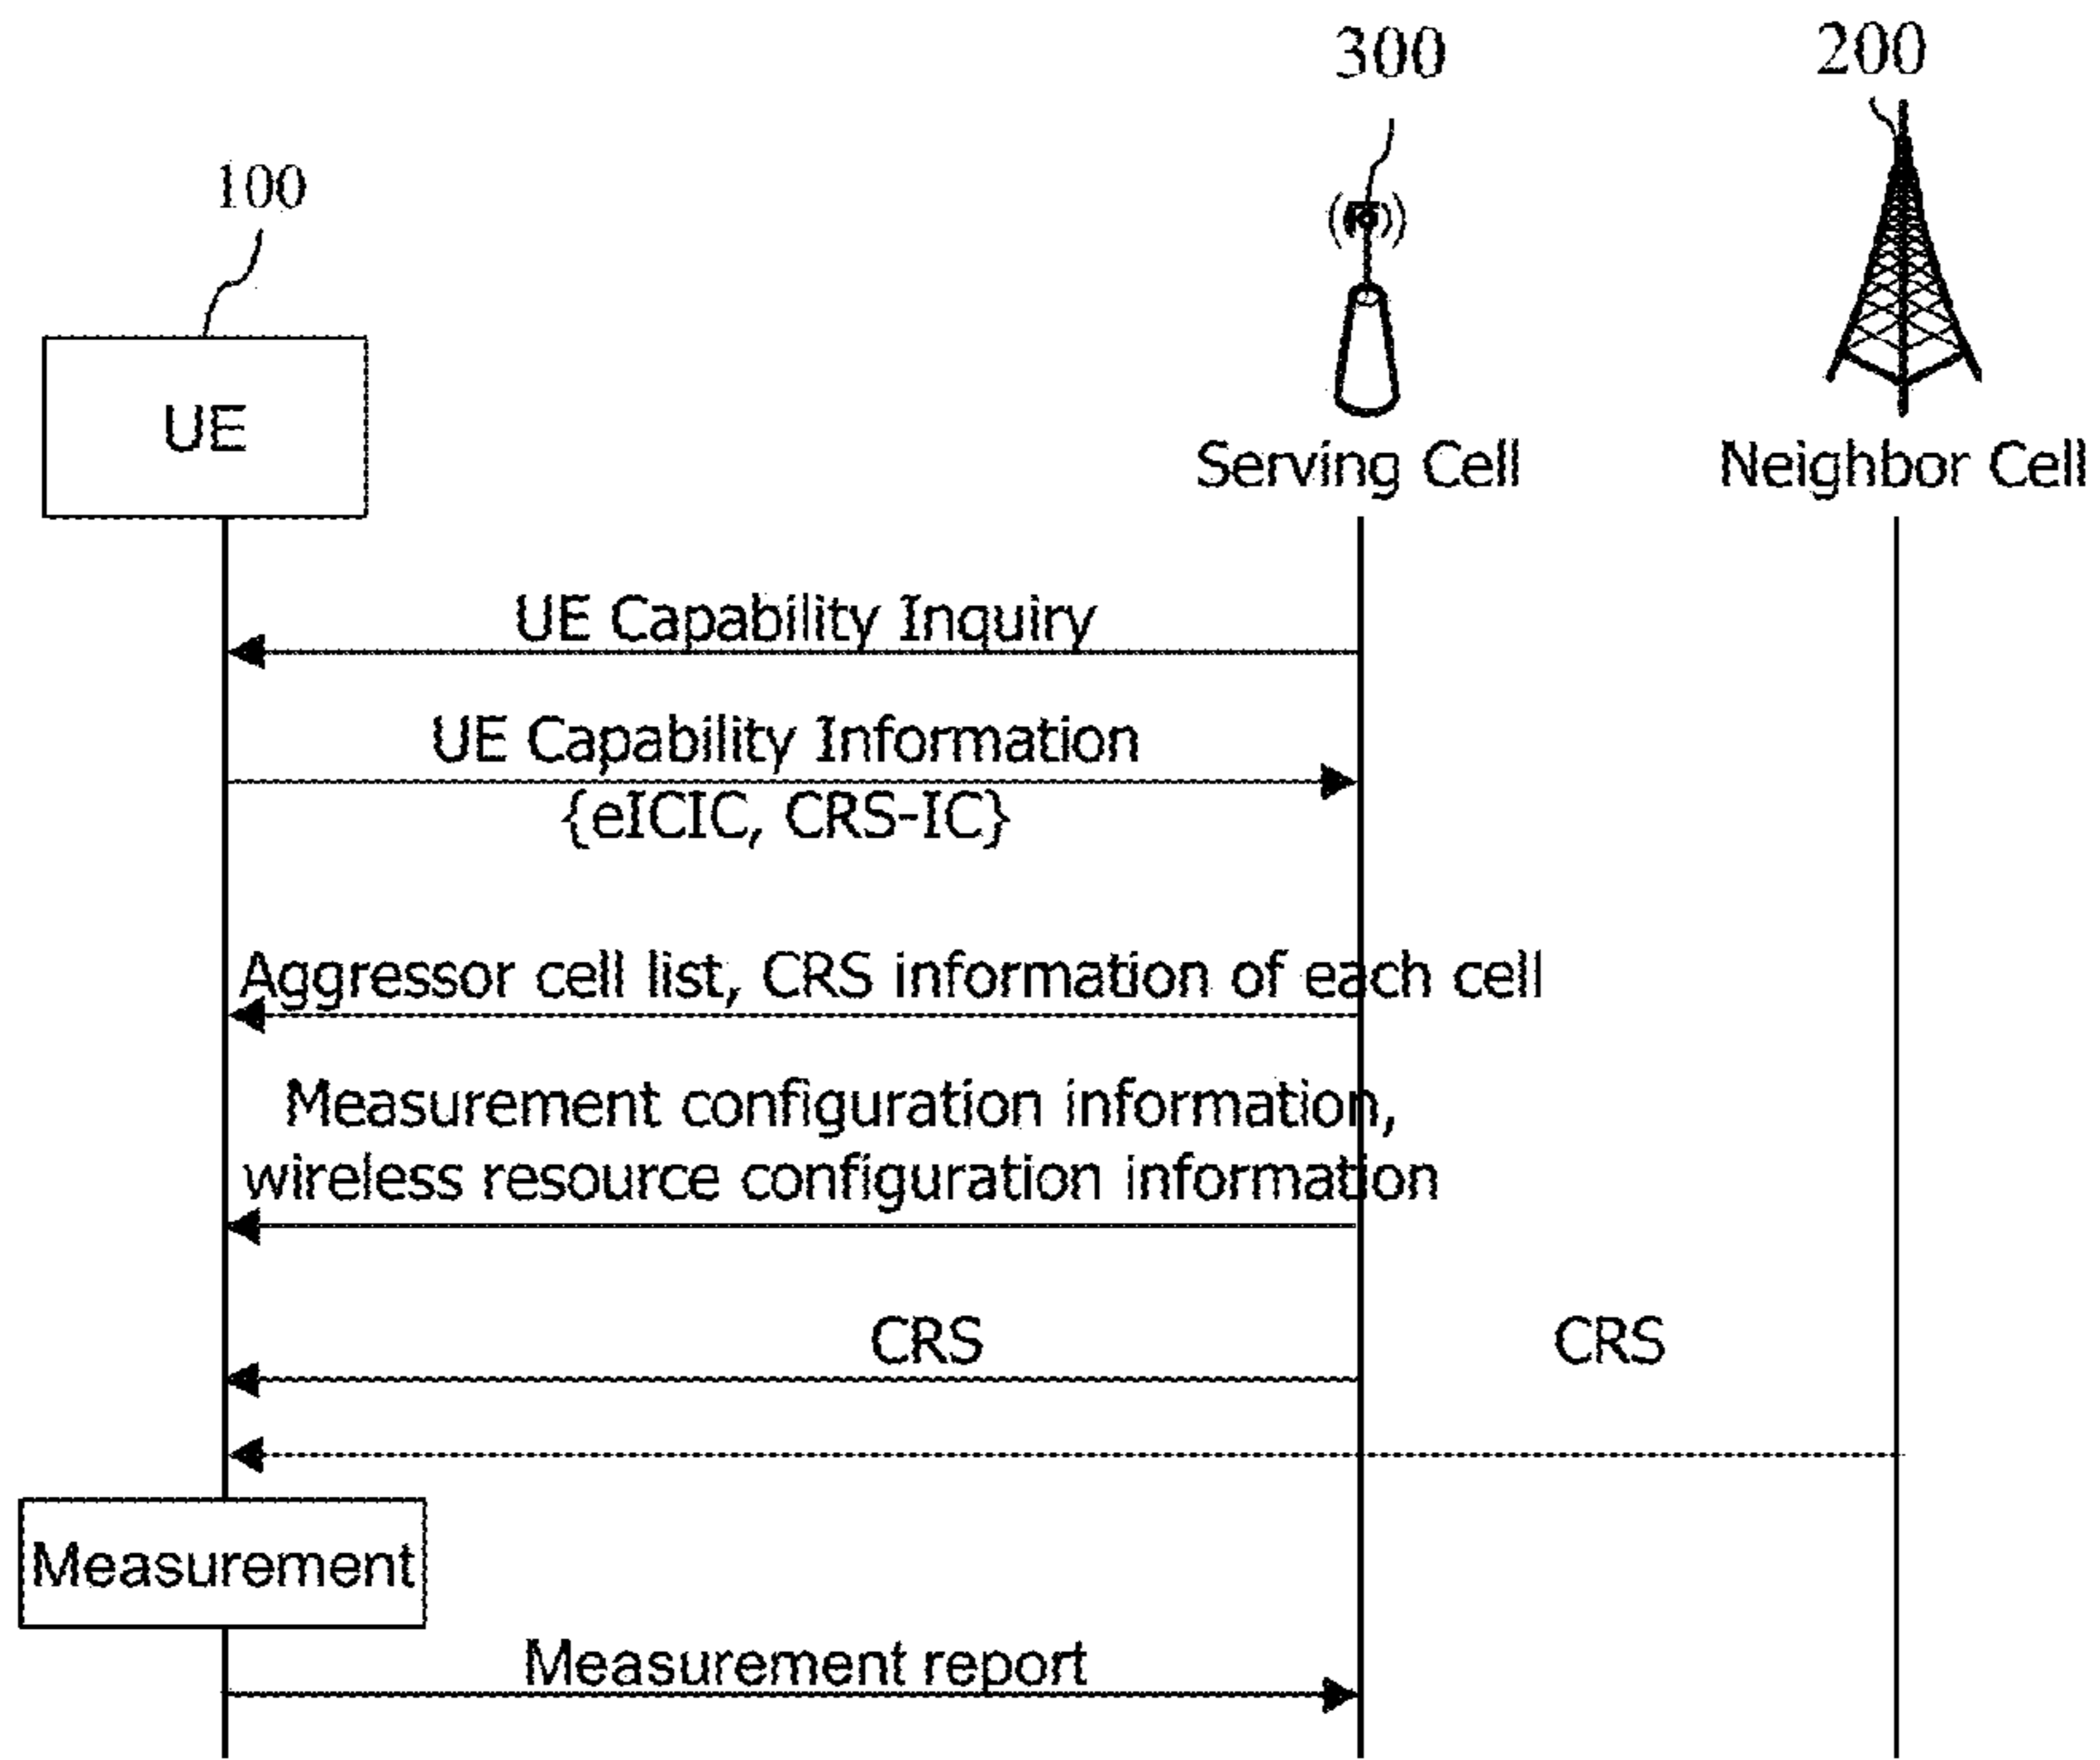 300
200
100
UE
Serving Cell
Neighbor Cell
UE Capability Inquiry
UE Capability Information
{eICIC, CRS-IC}
Aggressor cell list, CRS information of each cell
Measurement configuration information,
wireless resource configuration information
CRS
CRS
Measurement
Measurement report